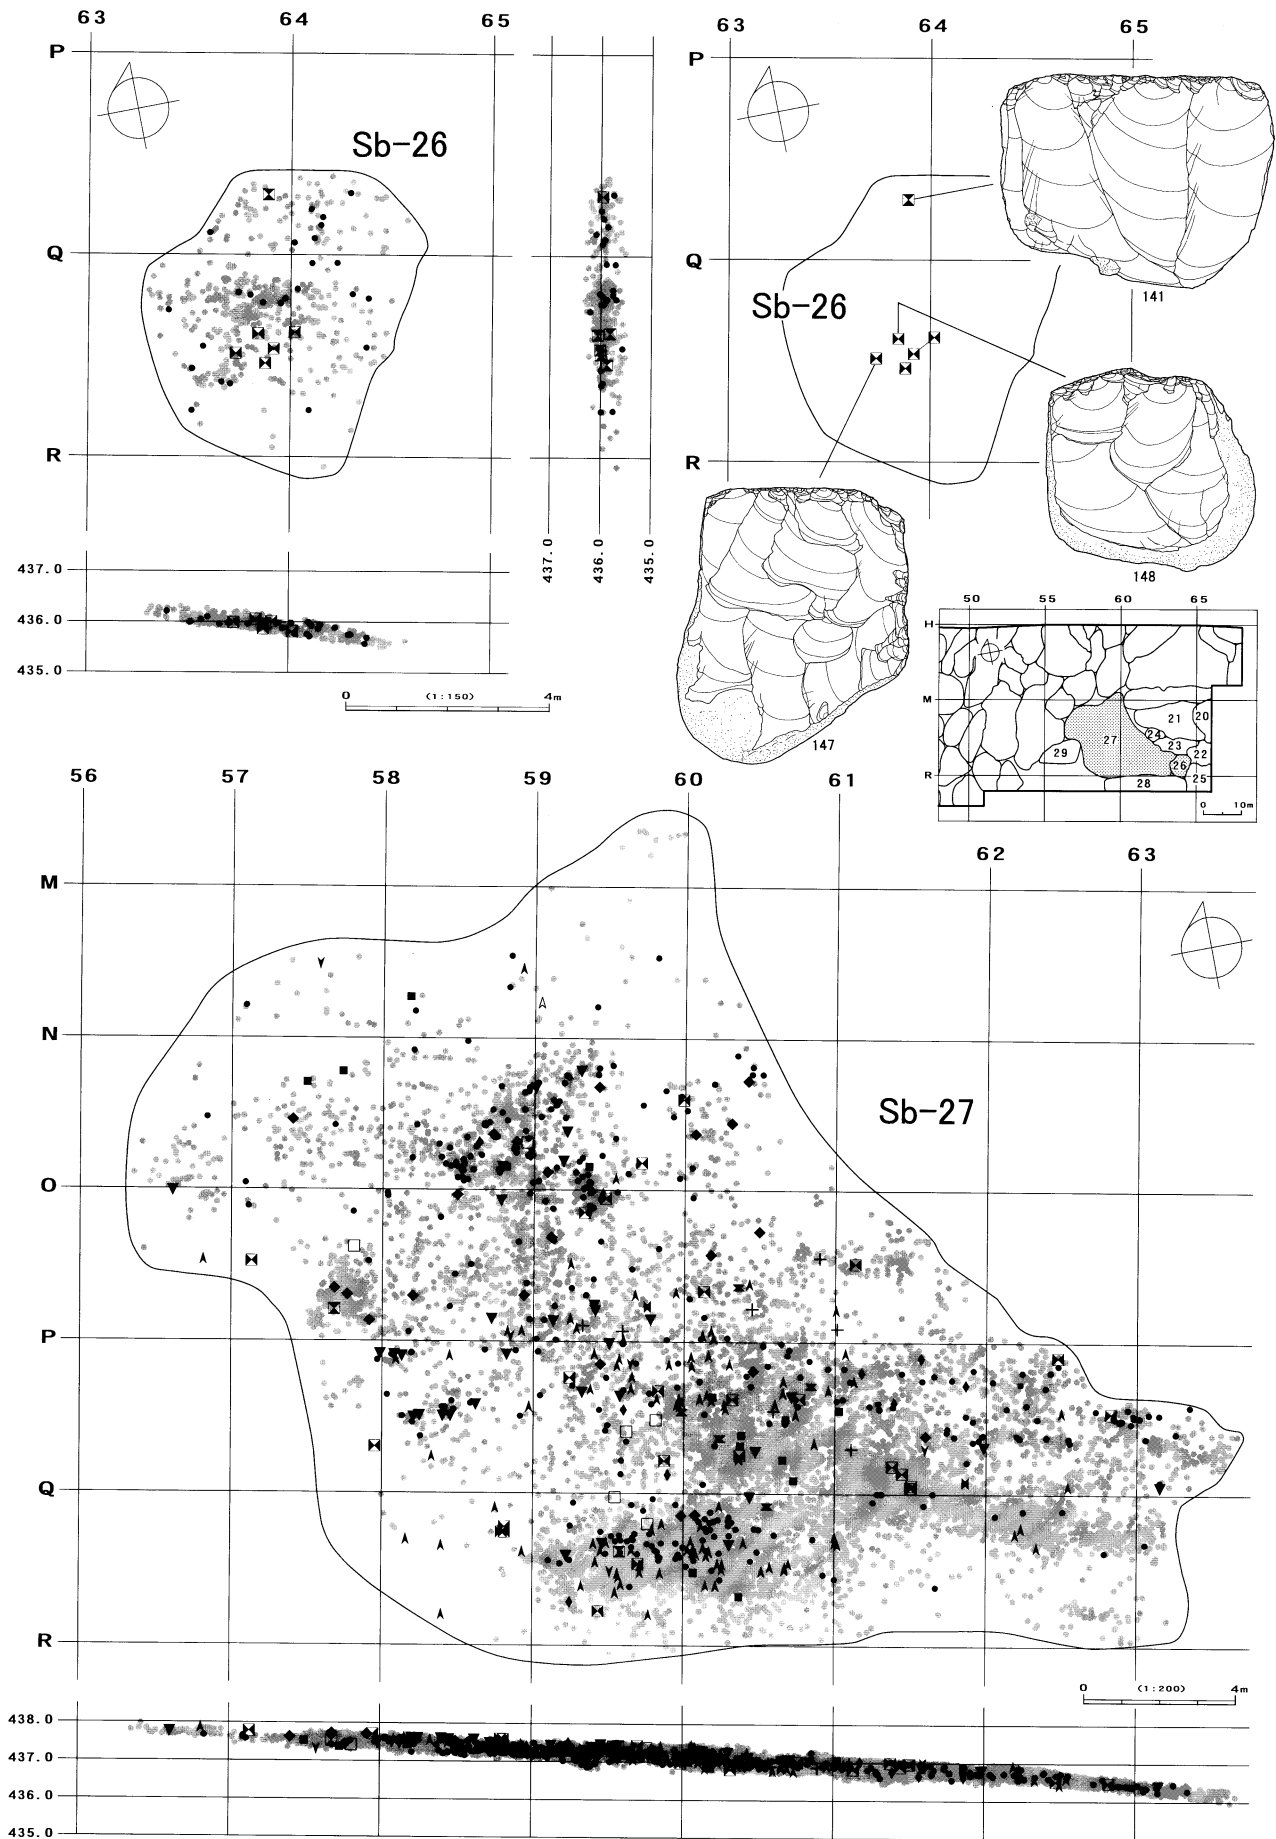 63 64 65
P
Sb-26
Q
R
437.0 436.0 435.0
437.0
436.0
435.0
0 (1:150) 4m
63 64 65
P
Q
141
Sb-26
R
148
147
50 55 60 65
H
M
21 20
27 24
23
29 22
26
R 25
28
0 10m
56 57 58 59 60 61
62 63
M
N
Sb-27
O
P
Q
R
0 (1:200) 4m
438.0
437.0
436.0
435.0